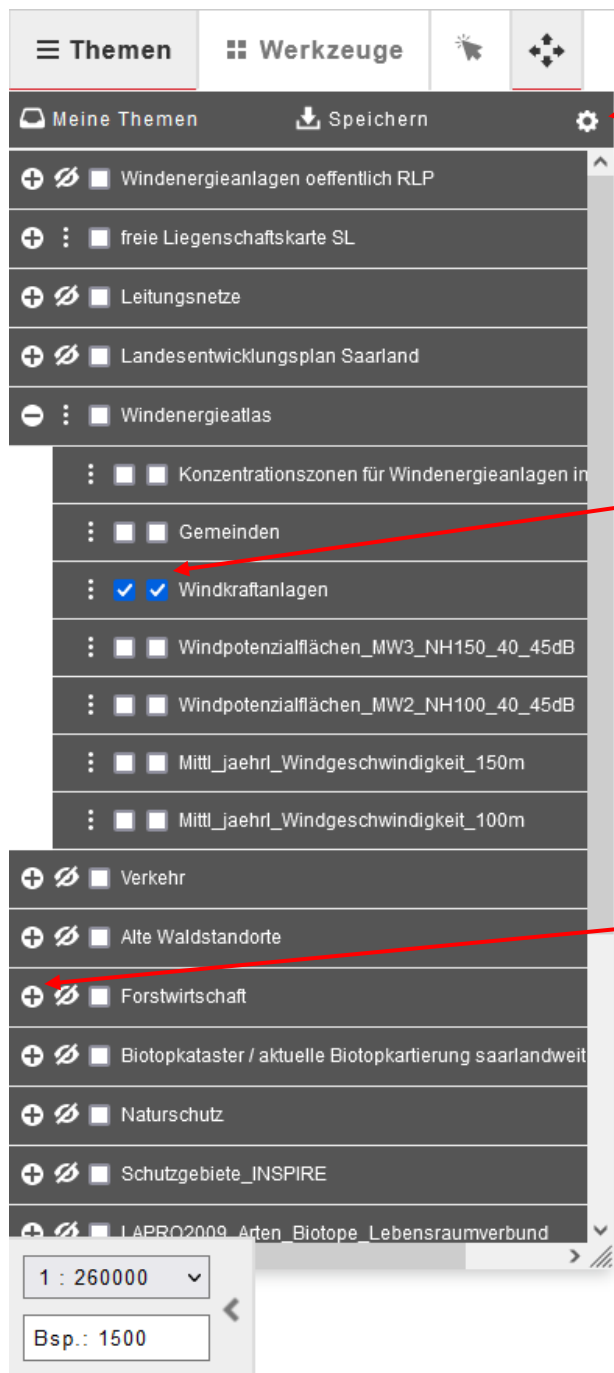 Themen Werkzeuge
Meine Themen Speichern
Windenergieanlagen oeffentlich RLP
freie Liegenschaftskarte SL
Leitungsnetze
Landesentwicklungsplan Saarland
Windenergieatlas
Konzentrationszonen für Windenergieanlagen in
Gemeinden
Windkraftanlagen
Windpotenzialflächen_MW3_NH150_40_45dB
Windpotenzialflächen_MW2_NH100_40_45dB
Mittl_jaehrl_Windgeschwindigkeit_150m
Mittl_jaehrl_Windgeschwindigkeit_100m
Verkehr
Alte Waldstandorte
Forstwirtschaft
Biotopkataster / aktuelle Biotopkartierung saarlandweit
Naturschutz
Schutzgebiete_INSPIRE
LAPRO2009_Arten_Biotope_Lebensraumverbund
1 : 260000
Bsp.: 1500